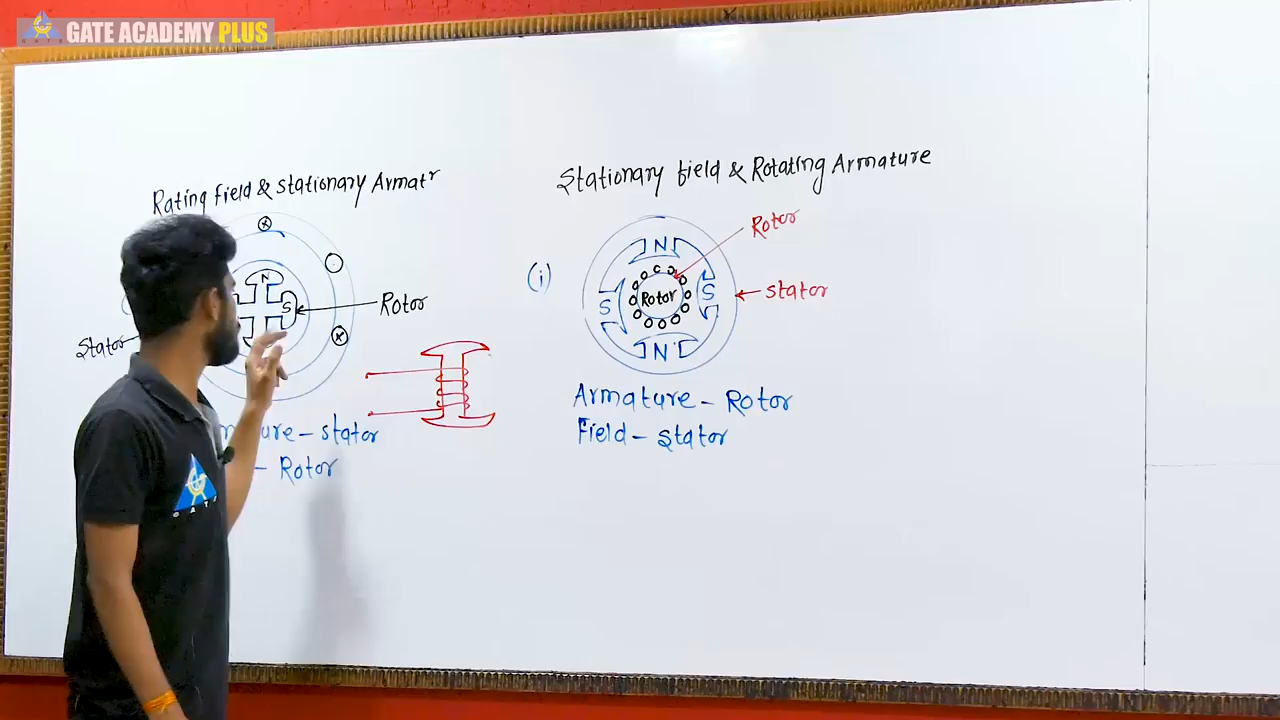 GATE ACADEMY PLUS
Rating field & stationary Armatr
N
S
Rotor
Stator
ure - stator
- Rotor
Stationary field & Rotating Armature
(i)
Rotor
stator
N
S
Rotor
S
N
Armature - Rotor
Field - stator
GATE